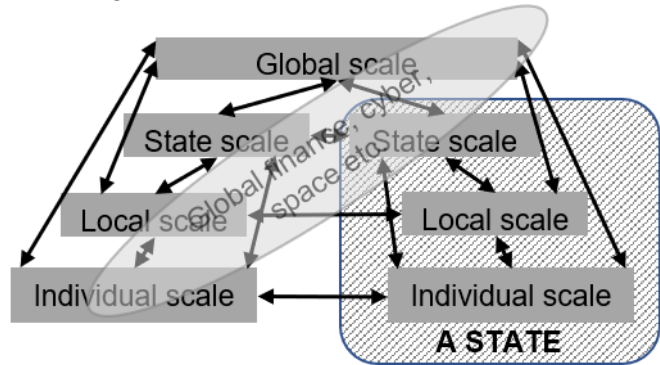 Global scale
Global finance, cyber,
space etc.
State scale
State scale
Local scale
Local scale
Individual scale
Individual scale
A STATE